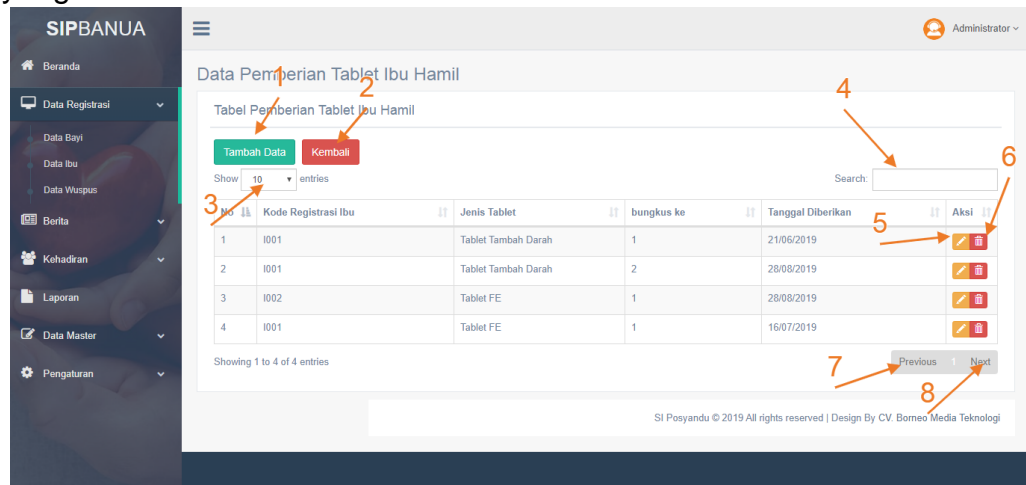 SIPBANUA
Administrator
Beranda
Data Registrasi
Data Bayi
Data Ibu
Data Wuspus
Berita
Kehadiran
Laporan
Data Master
Pengaturan
Data Pemberian Tablet Ibu Hamil
1
2
4
Tabel Pemberian Tablet Ibu Hamil
Tambah Data Kembali
6
Show 10 entries Search:
3
No Kode Registrasi Ibu Jenis Tablet bungkus ke Tanggal Diberikan Aksi
5
1 I001 Tablet Tambah Darah 1 21/06/2019
2 I001 Tablet Tambah Darah 2 28/08/2019
3 I002 Tablet FE 1 28/08/2019
4 I001 Tablet FE 1 16/07/2019
Showing 1 to 4 of 4 entries Previous 1 Next
7
8
SI Posyandu © 2019 All rights reserved | Design By CV. Borneo Media Teknologi